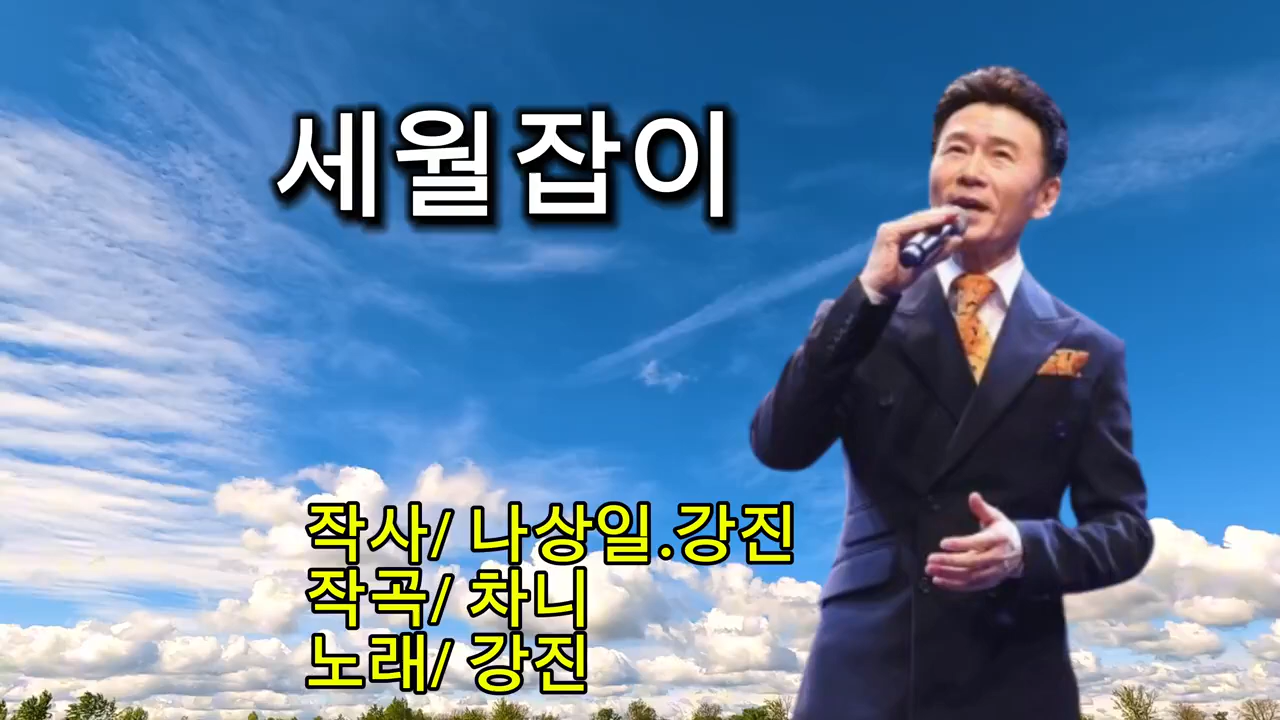 세월잡이
작사/ 나상일.강진
작곡/ 차니
노래/ 강진